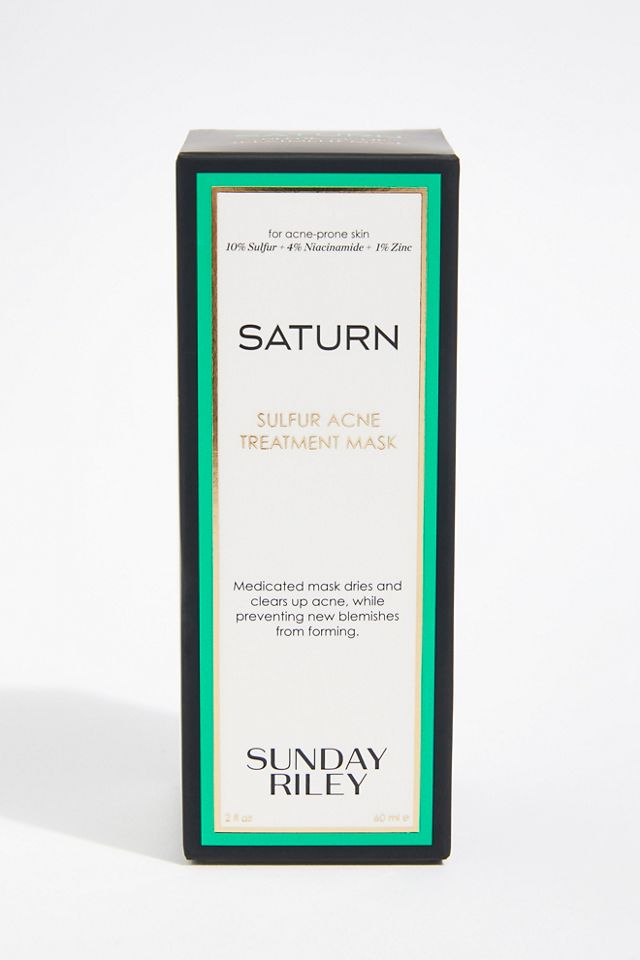 SATURN
for acne-prone skin
10% Sulfur + 4% Niacinamide + 1% Zinc
SATURN
SULFUR ACNE
TREATMENT MASK
Medicated mask dries and
clears up acne, while
preventing new blemishes
from forming.
SUNDAY
RILEY
2 fl oz 60 ml e